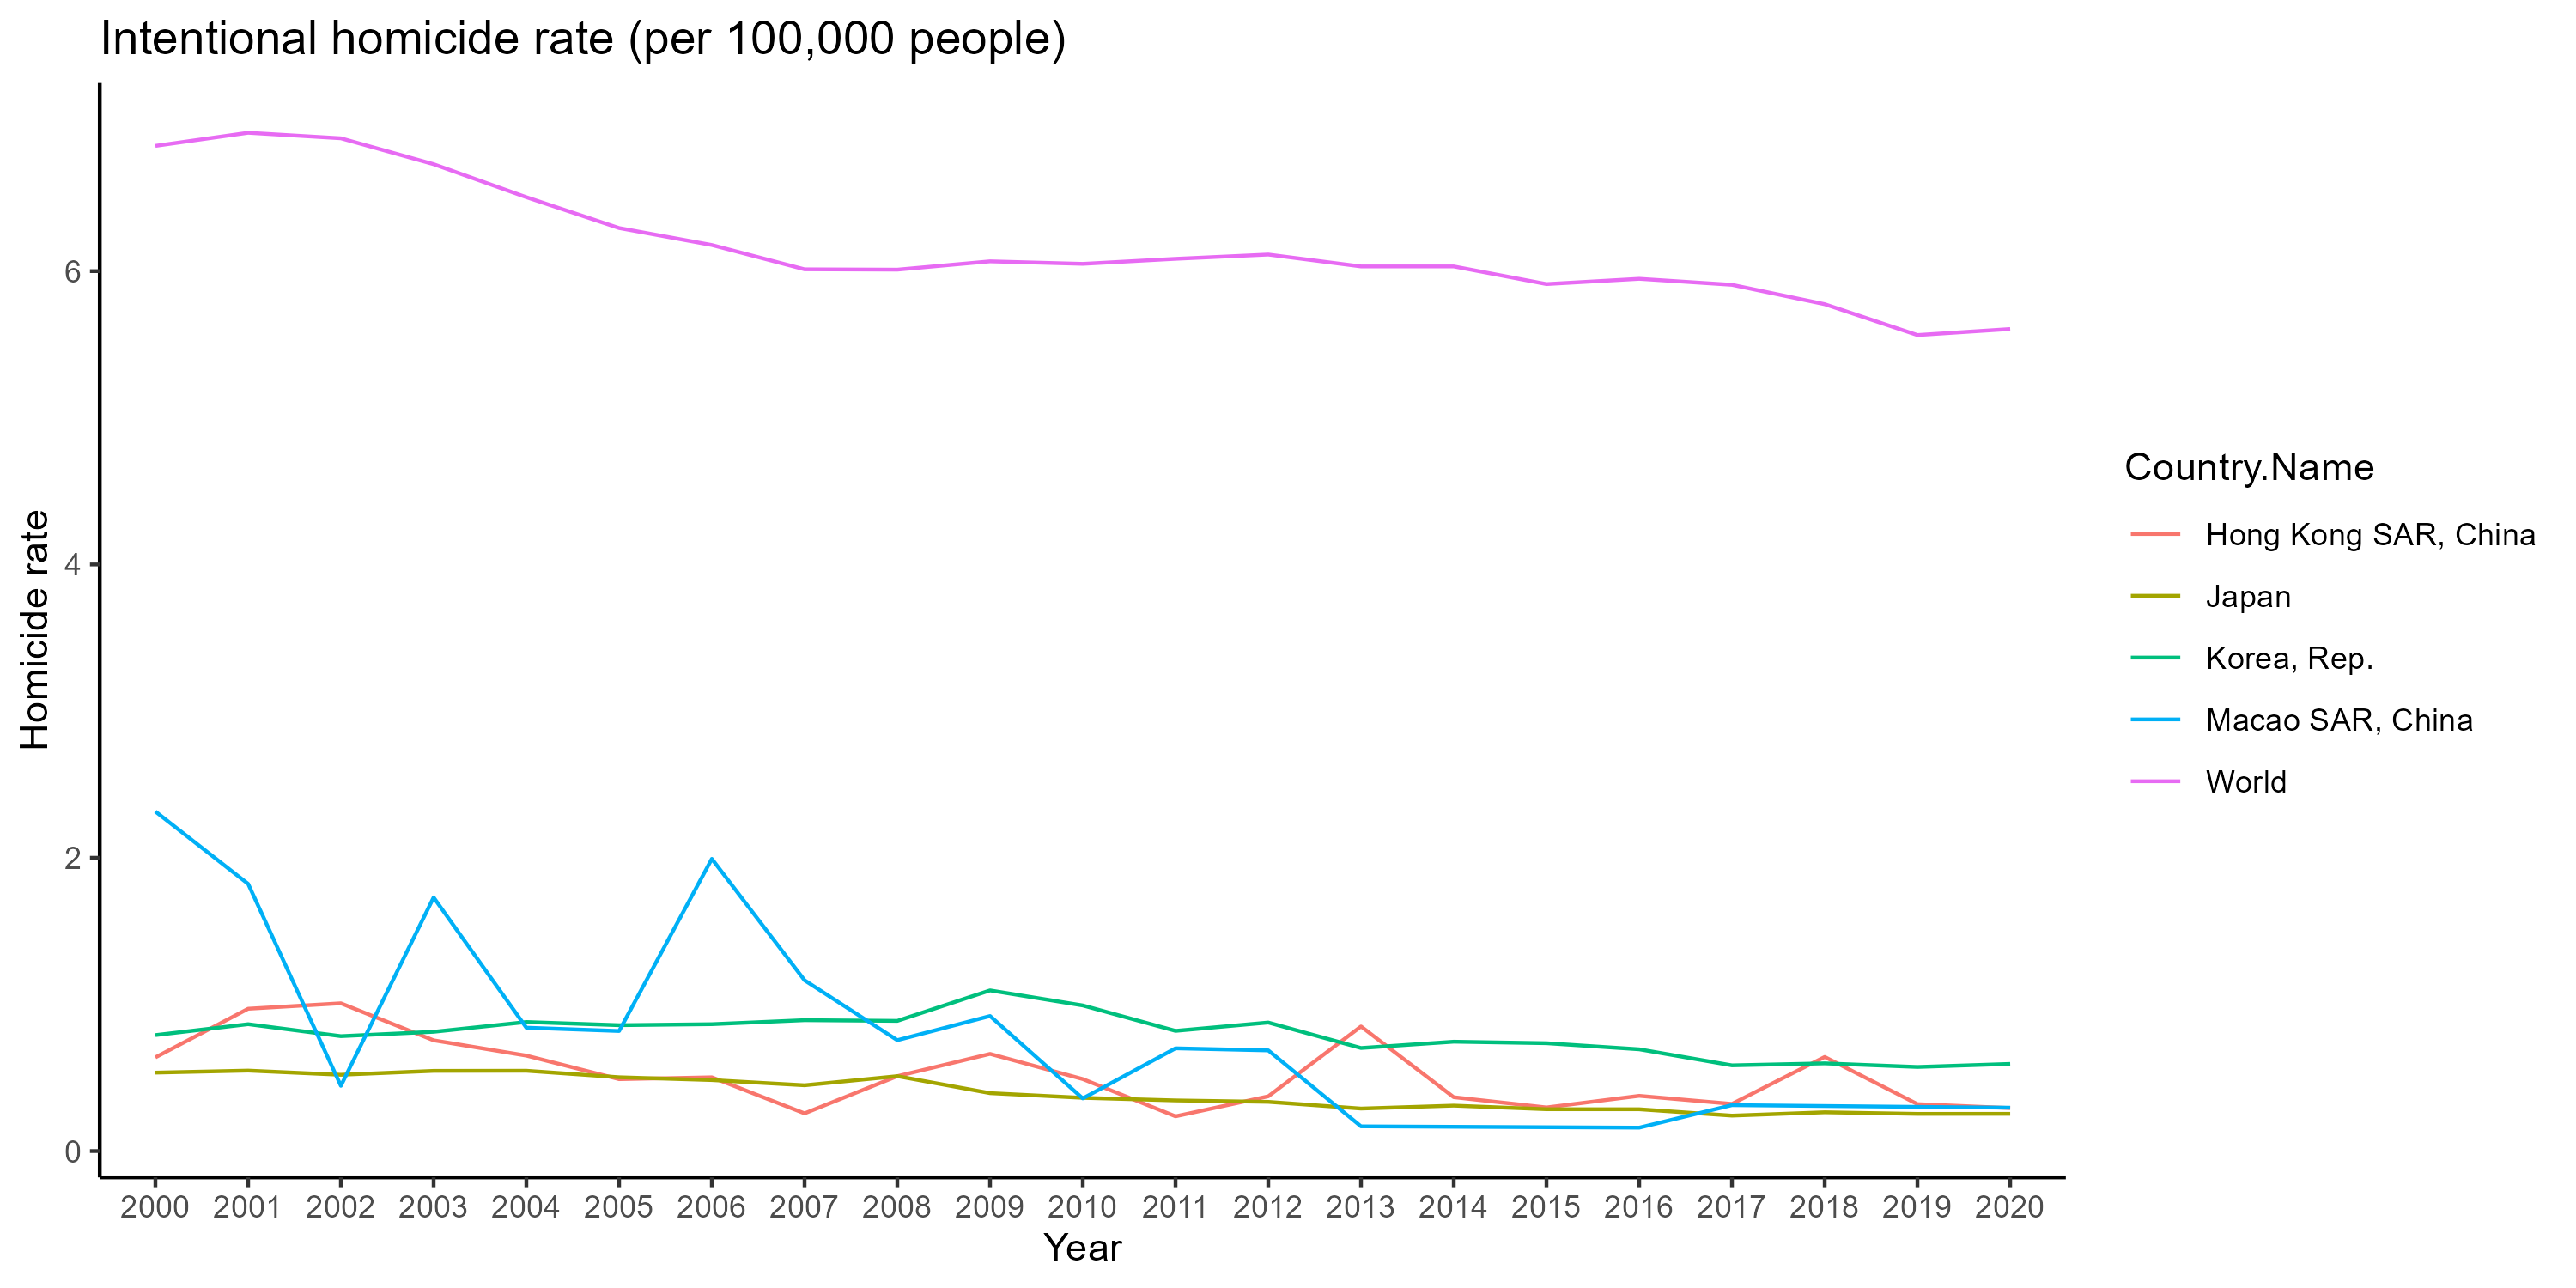 Intentional homicide rate (per 100,000 people)
Homicide rate
6
4
2
0
2000 2001 2002 2003 2004 2005 2006 2007 2008 2009 2010 2011 2012 2013 2014 2015 2016 2017 2018 2019 2020
Year
Country.Name
Hong Kong SAR, China
Japan
Korea, Rep.
Macao SAR, China
World